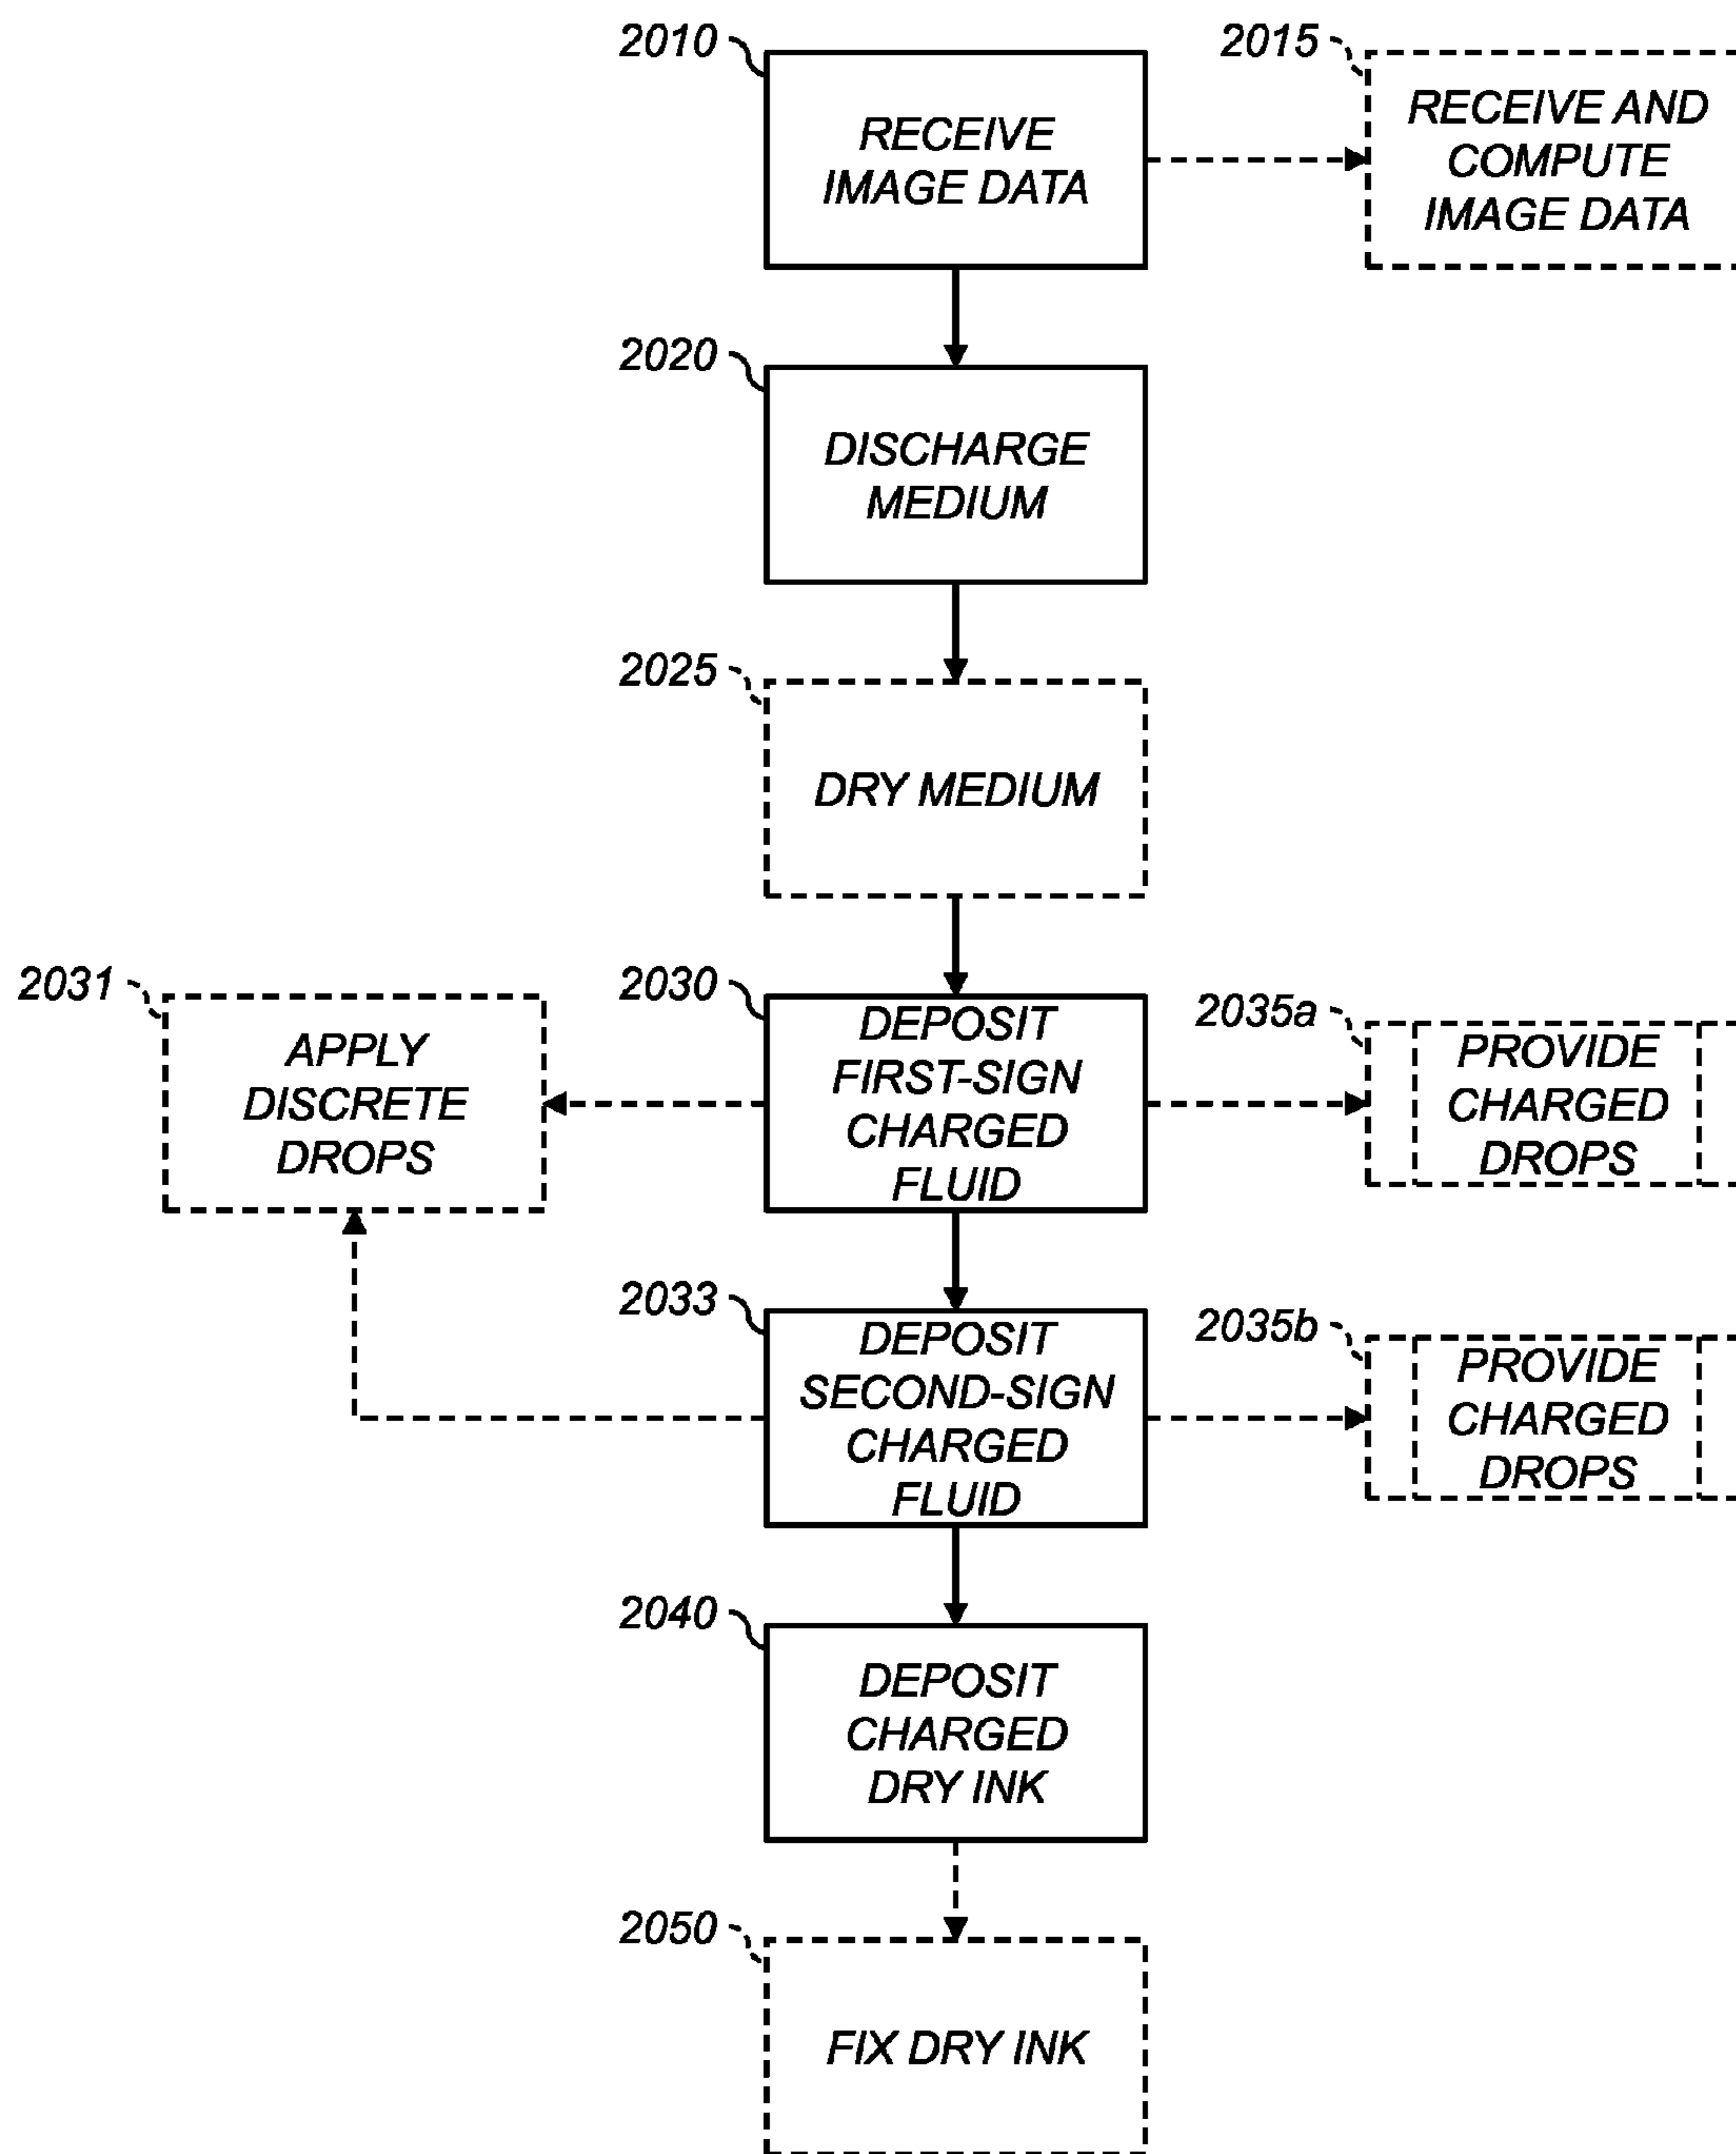 2010
RECEIVE
IMAGE DATA
2015
RECEIVE AND
COMPUTE
IMAGE DATA
2020
DISCHARGE
MEDIUM
2025
DRY MEDIUM
2031
APPLY
DISCRETE
DROPS
2030
DEPOSIT
FIRST-SIGN
CHARGED
FLUID
2035a
PROVIDE
CHARGED
DROPS
2033
DEPOSIT
SECOND-SIGN
CHARGED
FLUID
2035b
PROVIDE
CHARGED
DROPS
2040
DEPOSIT
CHARGED
DRY INK
2050
FIX DRY INK